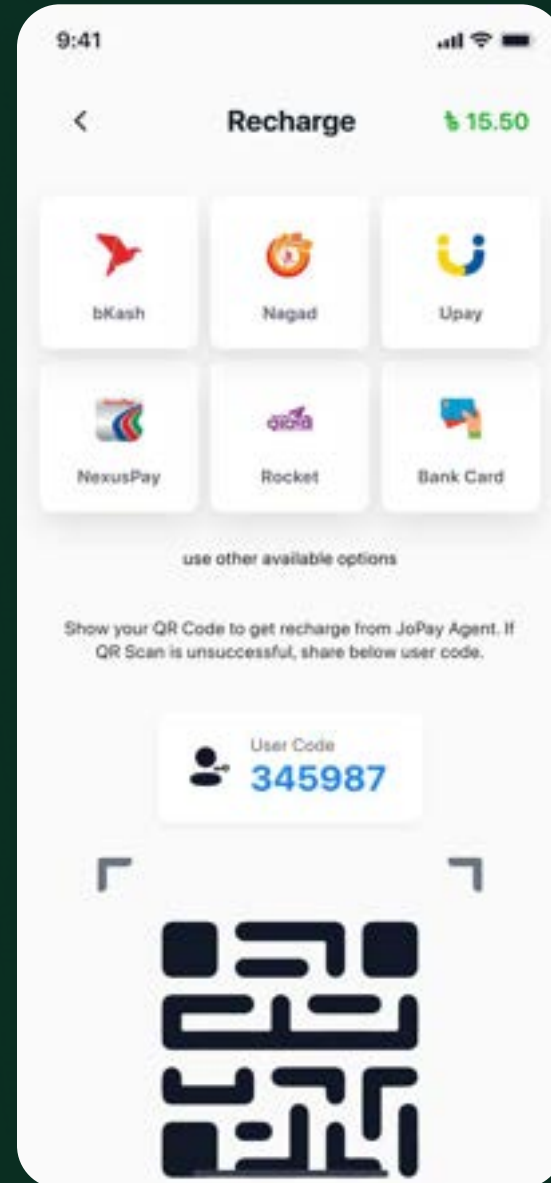 9:41
Recharge
৳ 15.50
bKash
Nagad
Upay
NexusPay
Rocket
Bank Card
use other available options
Show your QR Code to get recharge from JoPay Agent. If
QR Scan is unsuccessful, share below user code.
User Code
345987